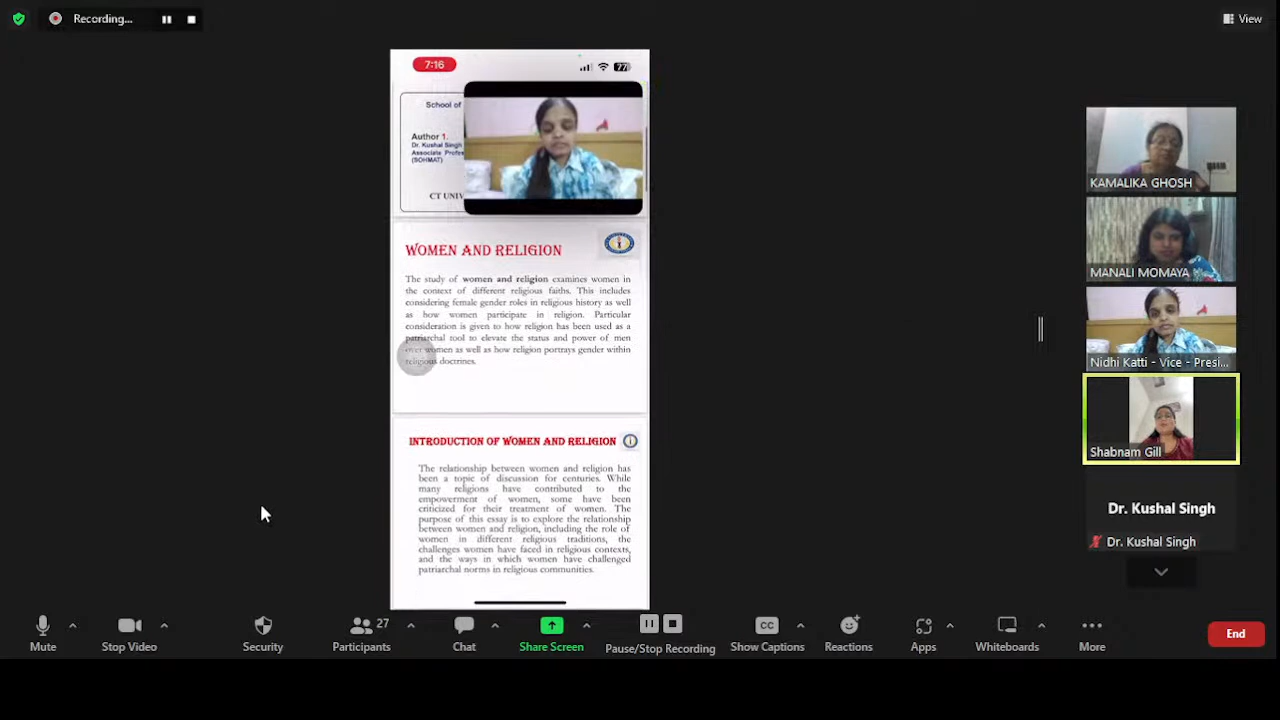 Recording...
View
7:16
77
School of
Author 1.
Dr. Kushal Singh
Associate Profes
(SOHMAT)
CT UNIV
WOMEN AND RELIGION
The study of women and religion examines women in
the context of different religious faiths. This includes
considering female gender roles in religious history as well
as how women participate in religion. Particular
consideration is given to how religion has been used as a
patriarchal tool to elevate the status and power of men
over women as well as how religion portrays gender within
religious doctrines.
INTRODUCTION OF WOMEN AND RELIGION
The relationship between women and religion has
been a topic of discussion for centuries. While
many religions have contributed to the
empowerment of women, some have been
criticized for their treatment of women. The
purpose of this essay is to explore the relationship
between women and religion, including the role of
women in different religious traditions, the
challenges women have faced in religious contexts,
and the ways in which women have challenged
patriarchal norms in religious communities.
KAMALIKA GHOSH
MANALI MOMAYA
Nidhi Katti - Vice - Presi...
Shabnam Gill
Dr. Kushal Singh
Dr. Kushal Singh
Mute
Stop Video
Security
Participants
27
Chat
Share Screen
Pause/Stop Recording
CC
Show Captions
Reactions
Apps
Whiteboards
More
End